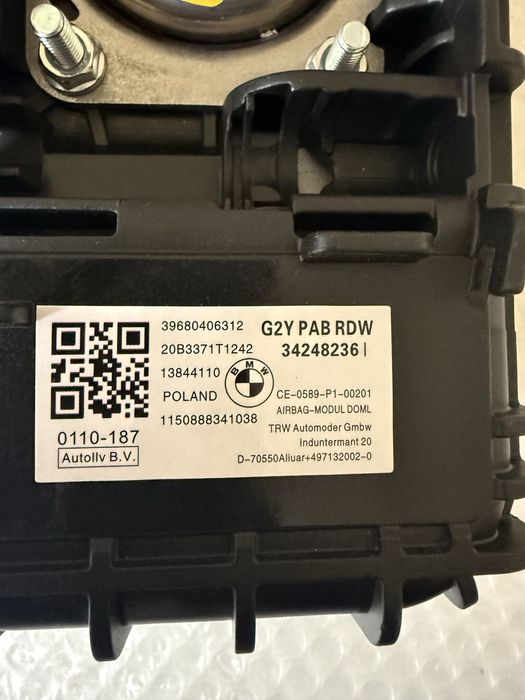 39680406312
20B3371T1242
13844110
POLAND
1150888341038
0110-187
Autollv B.V.
BMW
G2Y PAB RDW
34248236 I
CE-0589-P1-00201
AIRBAG-MODUL DOML
TRW Automoder Gmbw
Induntermant 20
D-70550Aliuar+497132002-0